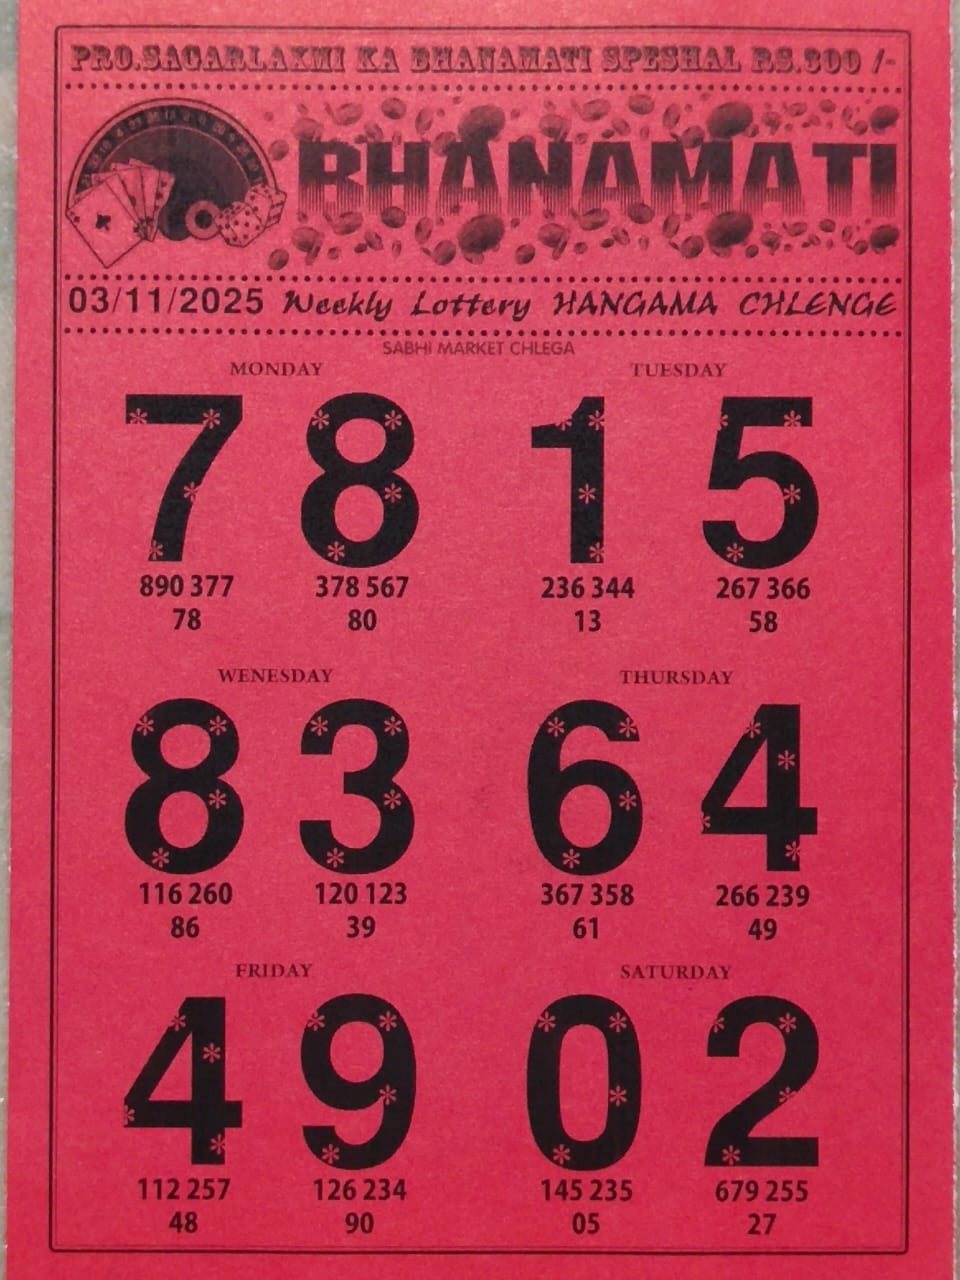 PRO.SAGARLAXMI KA BHANAMATI SPESHAL RS.300 /-
BHANAMATI
03/11/2025 Weekly Lottery HANGAMA CHLENGE
SABHI MARKET CHLEGA
MONDAY TUESDAY
7 8 1 5
890 377 378 567 236 344 267 366
78 80 13 58
WENESDAY THURSDAY
8 3 6 4
116 260 120 123 367 358 266 239
86 39 61 49
FRIDAY SATURDAY
4 9 0 2
112 257 126 234 145 235 679 255
48 90 05 27